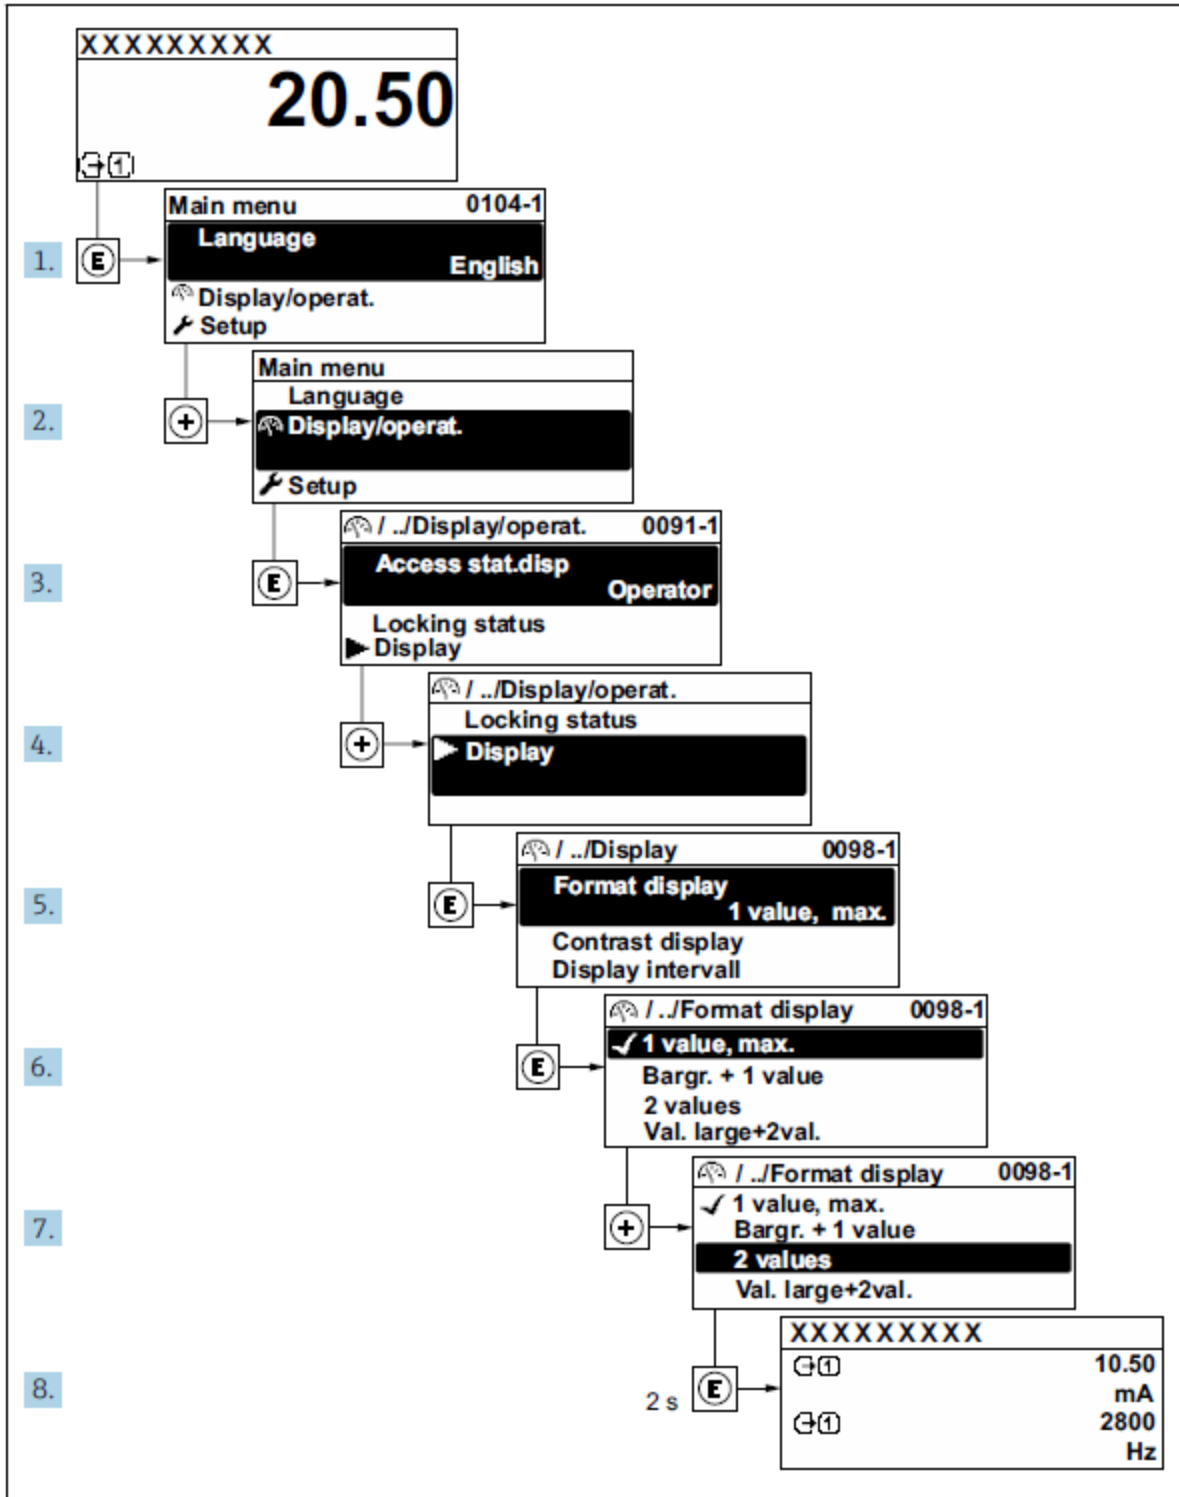 XXXXXXXXX
20.50
1
Main menu 0104-1
Language
English
Display/operat.
Setup
1.
E
Main menu
Language
Display/operat.
Setup
2.
+
/ ../Display/operat. 0091-1
Access stat.disp
Operator
Locking status
Display
3.
E
/ ../Display/operat.
Locking status
Display
4.
+
/ ../Display 0098-1
Format display
1 value, max.
Contrast display
Display intervall
5.
E
/ ../Format display 0098-1
1 value, max.
Bargr. + 1 value
2 values
Val. large+2val.
6.
E
/ ../Format display 0098-1
1 value, max.
Bargr. + 1 value
2 values
Val. large+2val.
7.
+
XXXXXXXXX
1 10.50
mA
1 2800
Hz
8.
2 s
E